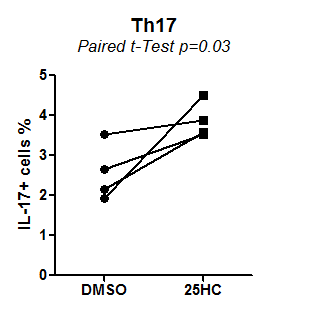 Th17
Paired t-Test p=0.03
IL-17+ cells %
5
4
3
2
1
0
DMSO
25HC